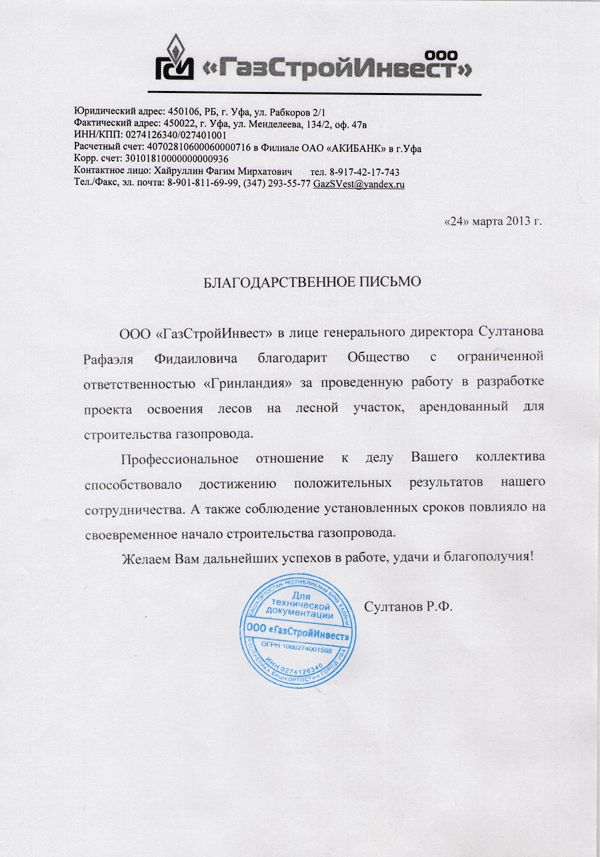 ГСИ «ГазСтройИнвест» ООО
Юридический адрес: 450106, РБ, г. Уфа, ул. Рабкоров 2/1
Фактический адрес: 450022, г. Уфа, ул. Менделеева, 134/2, оф. 47в
ИНН/КПП: 0274126340/027401001
Расчетный счет: 40702810600060000716 в Филиале ОАО «АКИБАНК» в г.Уфа
Корр. счет: 30101810000000000936
Контактное лицо: Хайруллин Фагим Мирхатович тел. 8-917-42-17-743
Тел./Факс, эл. почта: 8-901-811-69-99, (347) 293-55-77 GazSVest@yandex.ru
«24» марта 2013 г.
БЛАГОДАРСТВЕННОЕ ПИСЬМО
ООО «ГазСтройИнвест» в лице генерального директора Султанова
Рафаэля Фидаиловича благодарит Общество с ограниченной
ответственностью «Гринландия» за проведенную работу в разработке
проекта освоения лесов на лесной участок, арендованный для
строительства газопровода.
Профессиональное отношение к делу Вашего коллектива
способствовало достижению положительных результатов нашего
сотрудничества. А также соблюдение установленных сроков повлияло на
своевременное начало строительства газопровода.
Желаем Вам дальнейших успехов в работе, удачи и благополучия!
Султанов Р.Ф.
Для
технической
документации
ООО «ГазСтройИнвест»
ИНН 0274126340
РЕСПУБЛИКА БАШКОРТОСТАН ГОРОД УФА